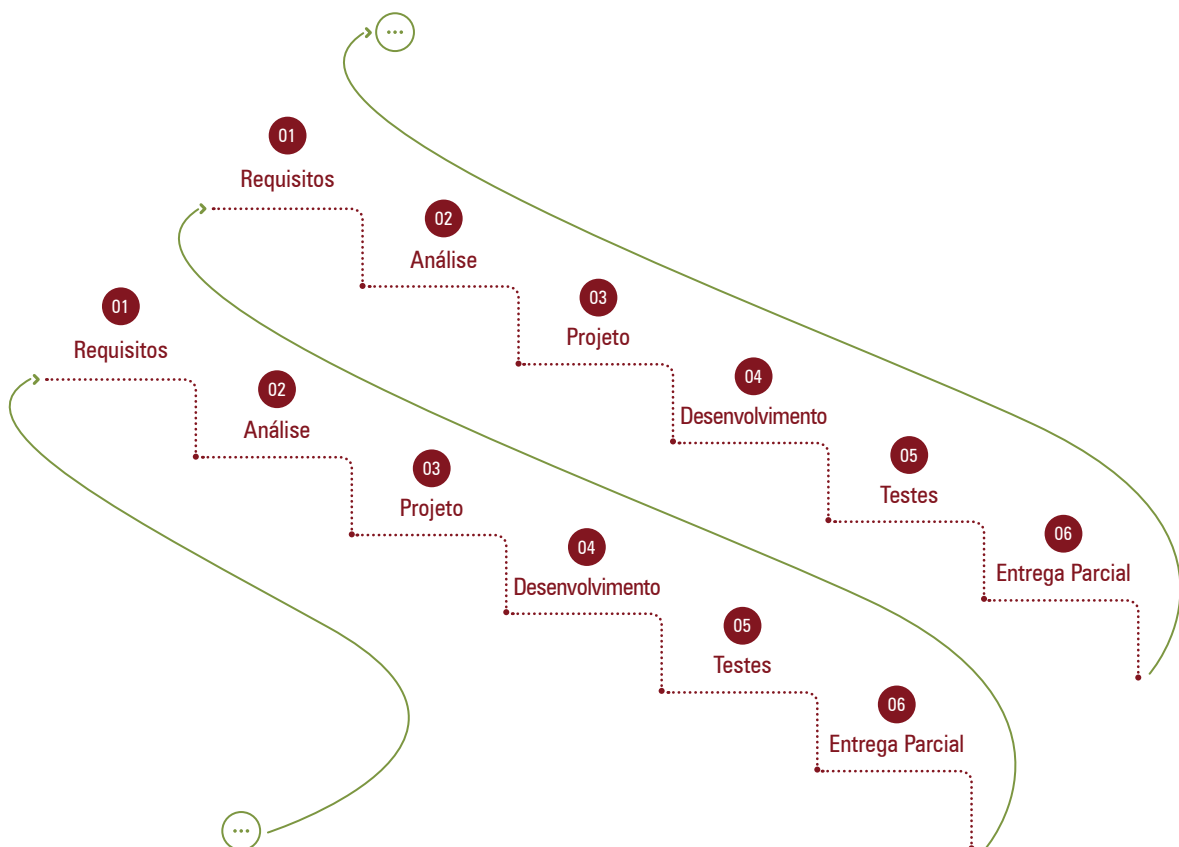 ...
01
Requisitos
02
Análise
03
Projeto
04
Desenvolvimento
05
Testes
06
Entrega Parcial
01
Requisitos
02
Análise
03
Projeto
04
Desenvolvimento
05
Testes
06
Entrega Parcial
...